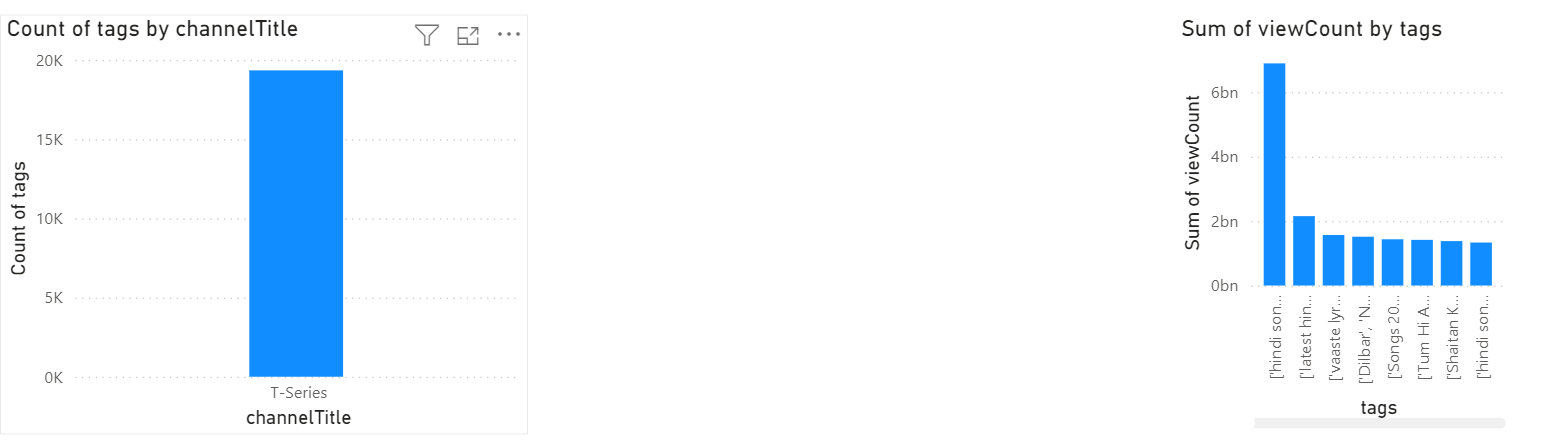 Count of tags by channelTitle
20K
15K
10K
5K
0K
Count of tags
T-Series
channelTitle
Sum of viewCount by tags
6bn
4bn
2bn
0bn
Sum of viewCount
['hindi son...
['latest hin...
['vaaste lyr...
['Dilbar', 'N...
['Songs 20...
['Tum Hi A...
['Shaitan K...
['hindi son...
tags